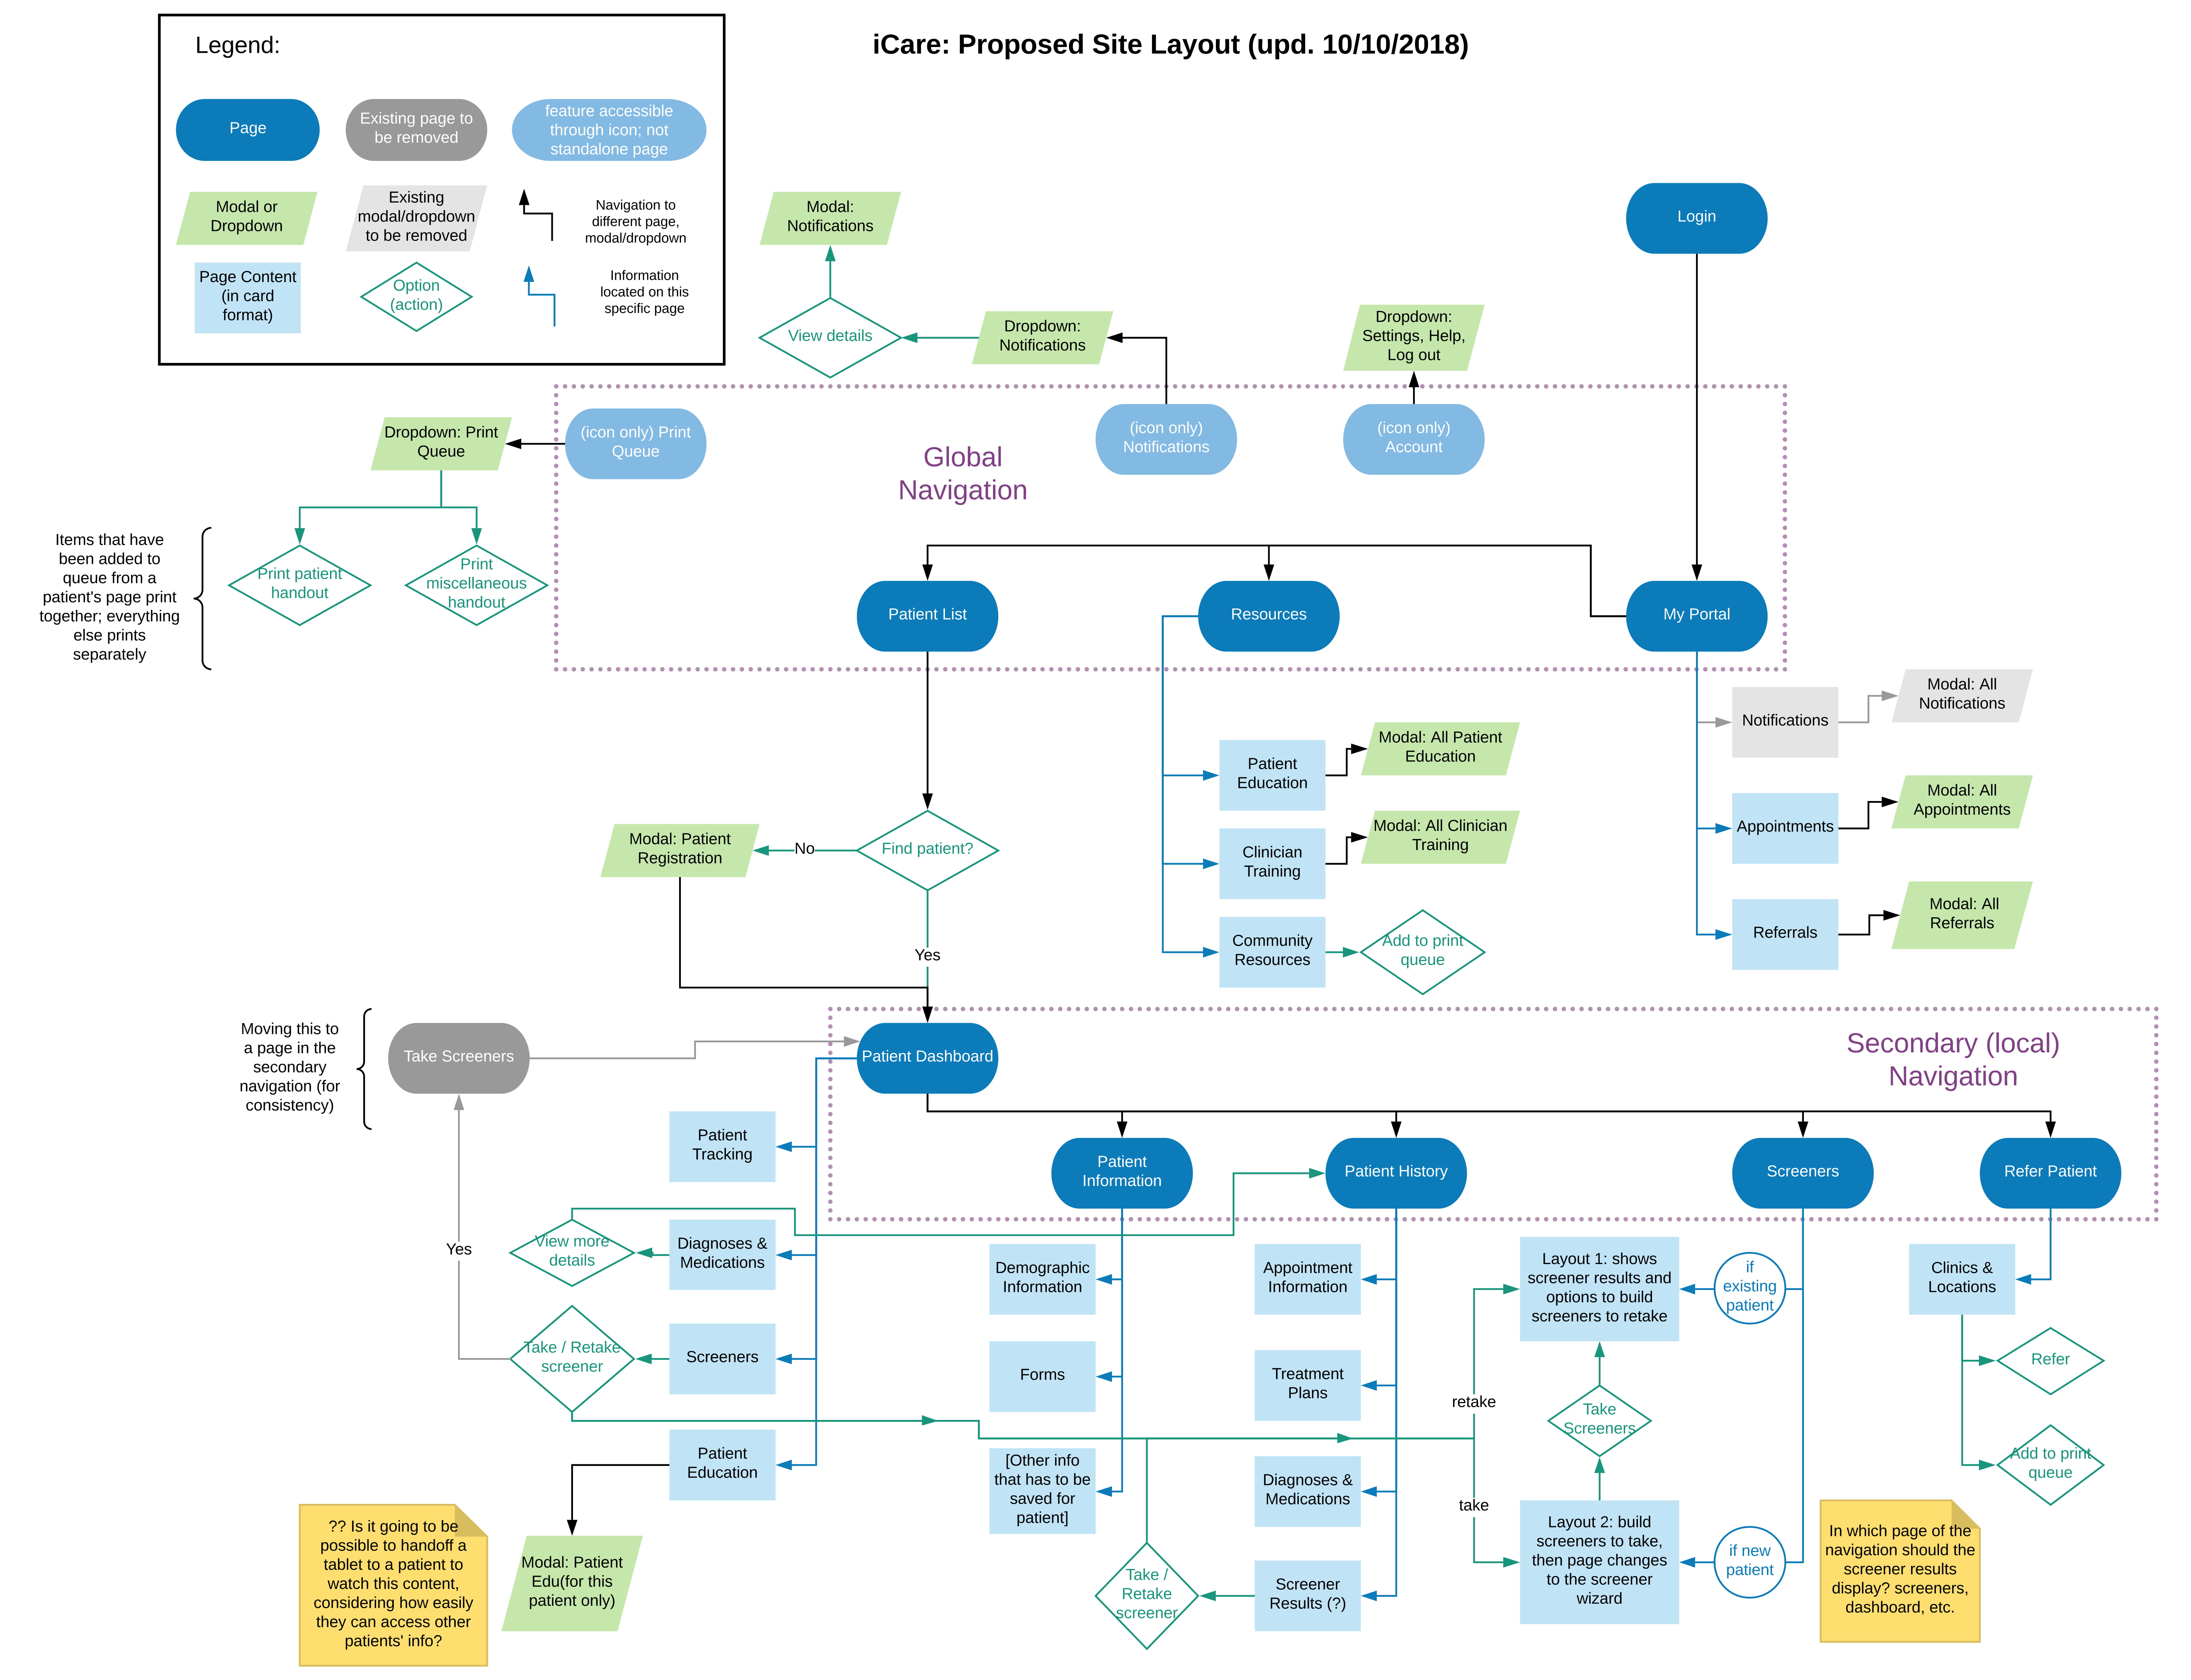 iCare: Proposed Site Layout (upd. 10/10/2018)
Legend:
Page
Existing page to
be removed
feature accessible
through icon; not
standalone page
Modal or
Dropdown
Existing
modal/dropdown
to be removed
Navigation to
different page,
modal/dropdown
Page Content
(in card
format)
Option
(action)
Information
located on this
specific page
Modal:
Notifications
Login
View details
Dropdown:
Notifications
Dropdown:
Settings, Help,
Log out
Dropdown: Print
Queue
(icon only) Print
Queue
Global
Navigation
(icon only)
Notifications
(icon only)
Account
Items that have
been added to
queue from a
patient's page print
together; everything
else prints
separately
Print patient
handout
Print
miscellaneous
handout
Patient List
Resources
My Portal
Notifications
Modal: All
Notifications
Patient
Education
Modal: All Patient
Education
Appointments
Modal: All
Appointments
Modal: Patient
Registration
No
Find patient?
Clinician
Training
Modal: All Clinician
Training
Referrals
Modal: All
Referrals
Yes
Community
Resources
Add to print
queue
Moving this to
a page in the
secondary
navigation (for
consistency)
Take Screeners
Patient Dashboard
Secondary (local)
Navigation
Patient
Tracking
Patient
Information
Patient History
Screeners
Refer Patient
Yes
View more
details
Diagnoses &
Medications
Demographic
Information
Appointment
Information
Layout 1: shows
screener results and
options to build
screeners to retake
if
existing
patient
Clinics &
Locations
Take / Retake
screener
Screeners
Forms
Treatment
Plans
retake
Take
Screeners
Refer
Patient
Education
[Other info
that has to be
saved for
patient]
Diagnoses &
Medications
take
Add to print
queue
?? Is it going to be
possible to handoff a
tablet to a patient to
watch this content,
considering how easily
they can access other
patients' info?
Modal: Patient
Edu(for this
patient only)
Take /
Retake
screener
Screener
Results (?)
Layout 2: build
screeners to take,
then page changes
to the screener
wizard
if new
patient
In which page of the
navigation should the
screener results
display? screeners,
dashboard, etc.